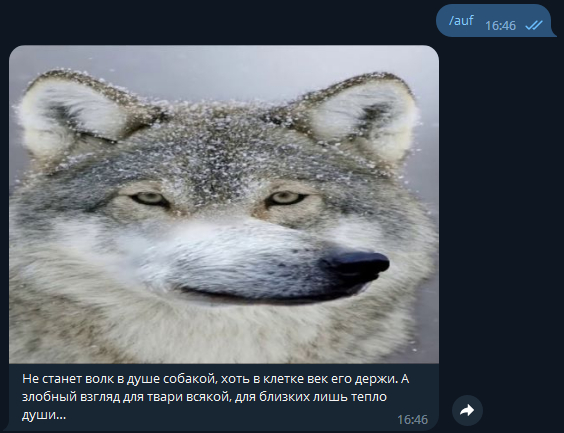 /auf
16:46
Не станет волк в душе собакой, хоть в клетке век его держи. А
злобный взгляд для твари всякой, для близких лишь тепло
души...
16:46